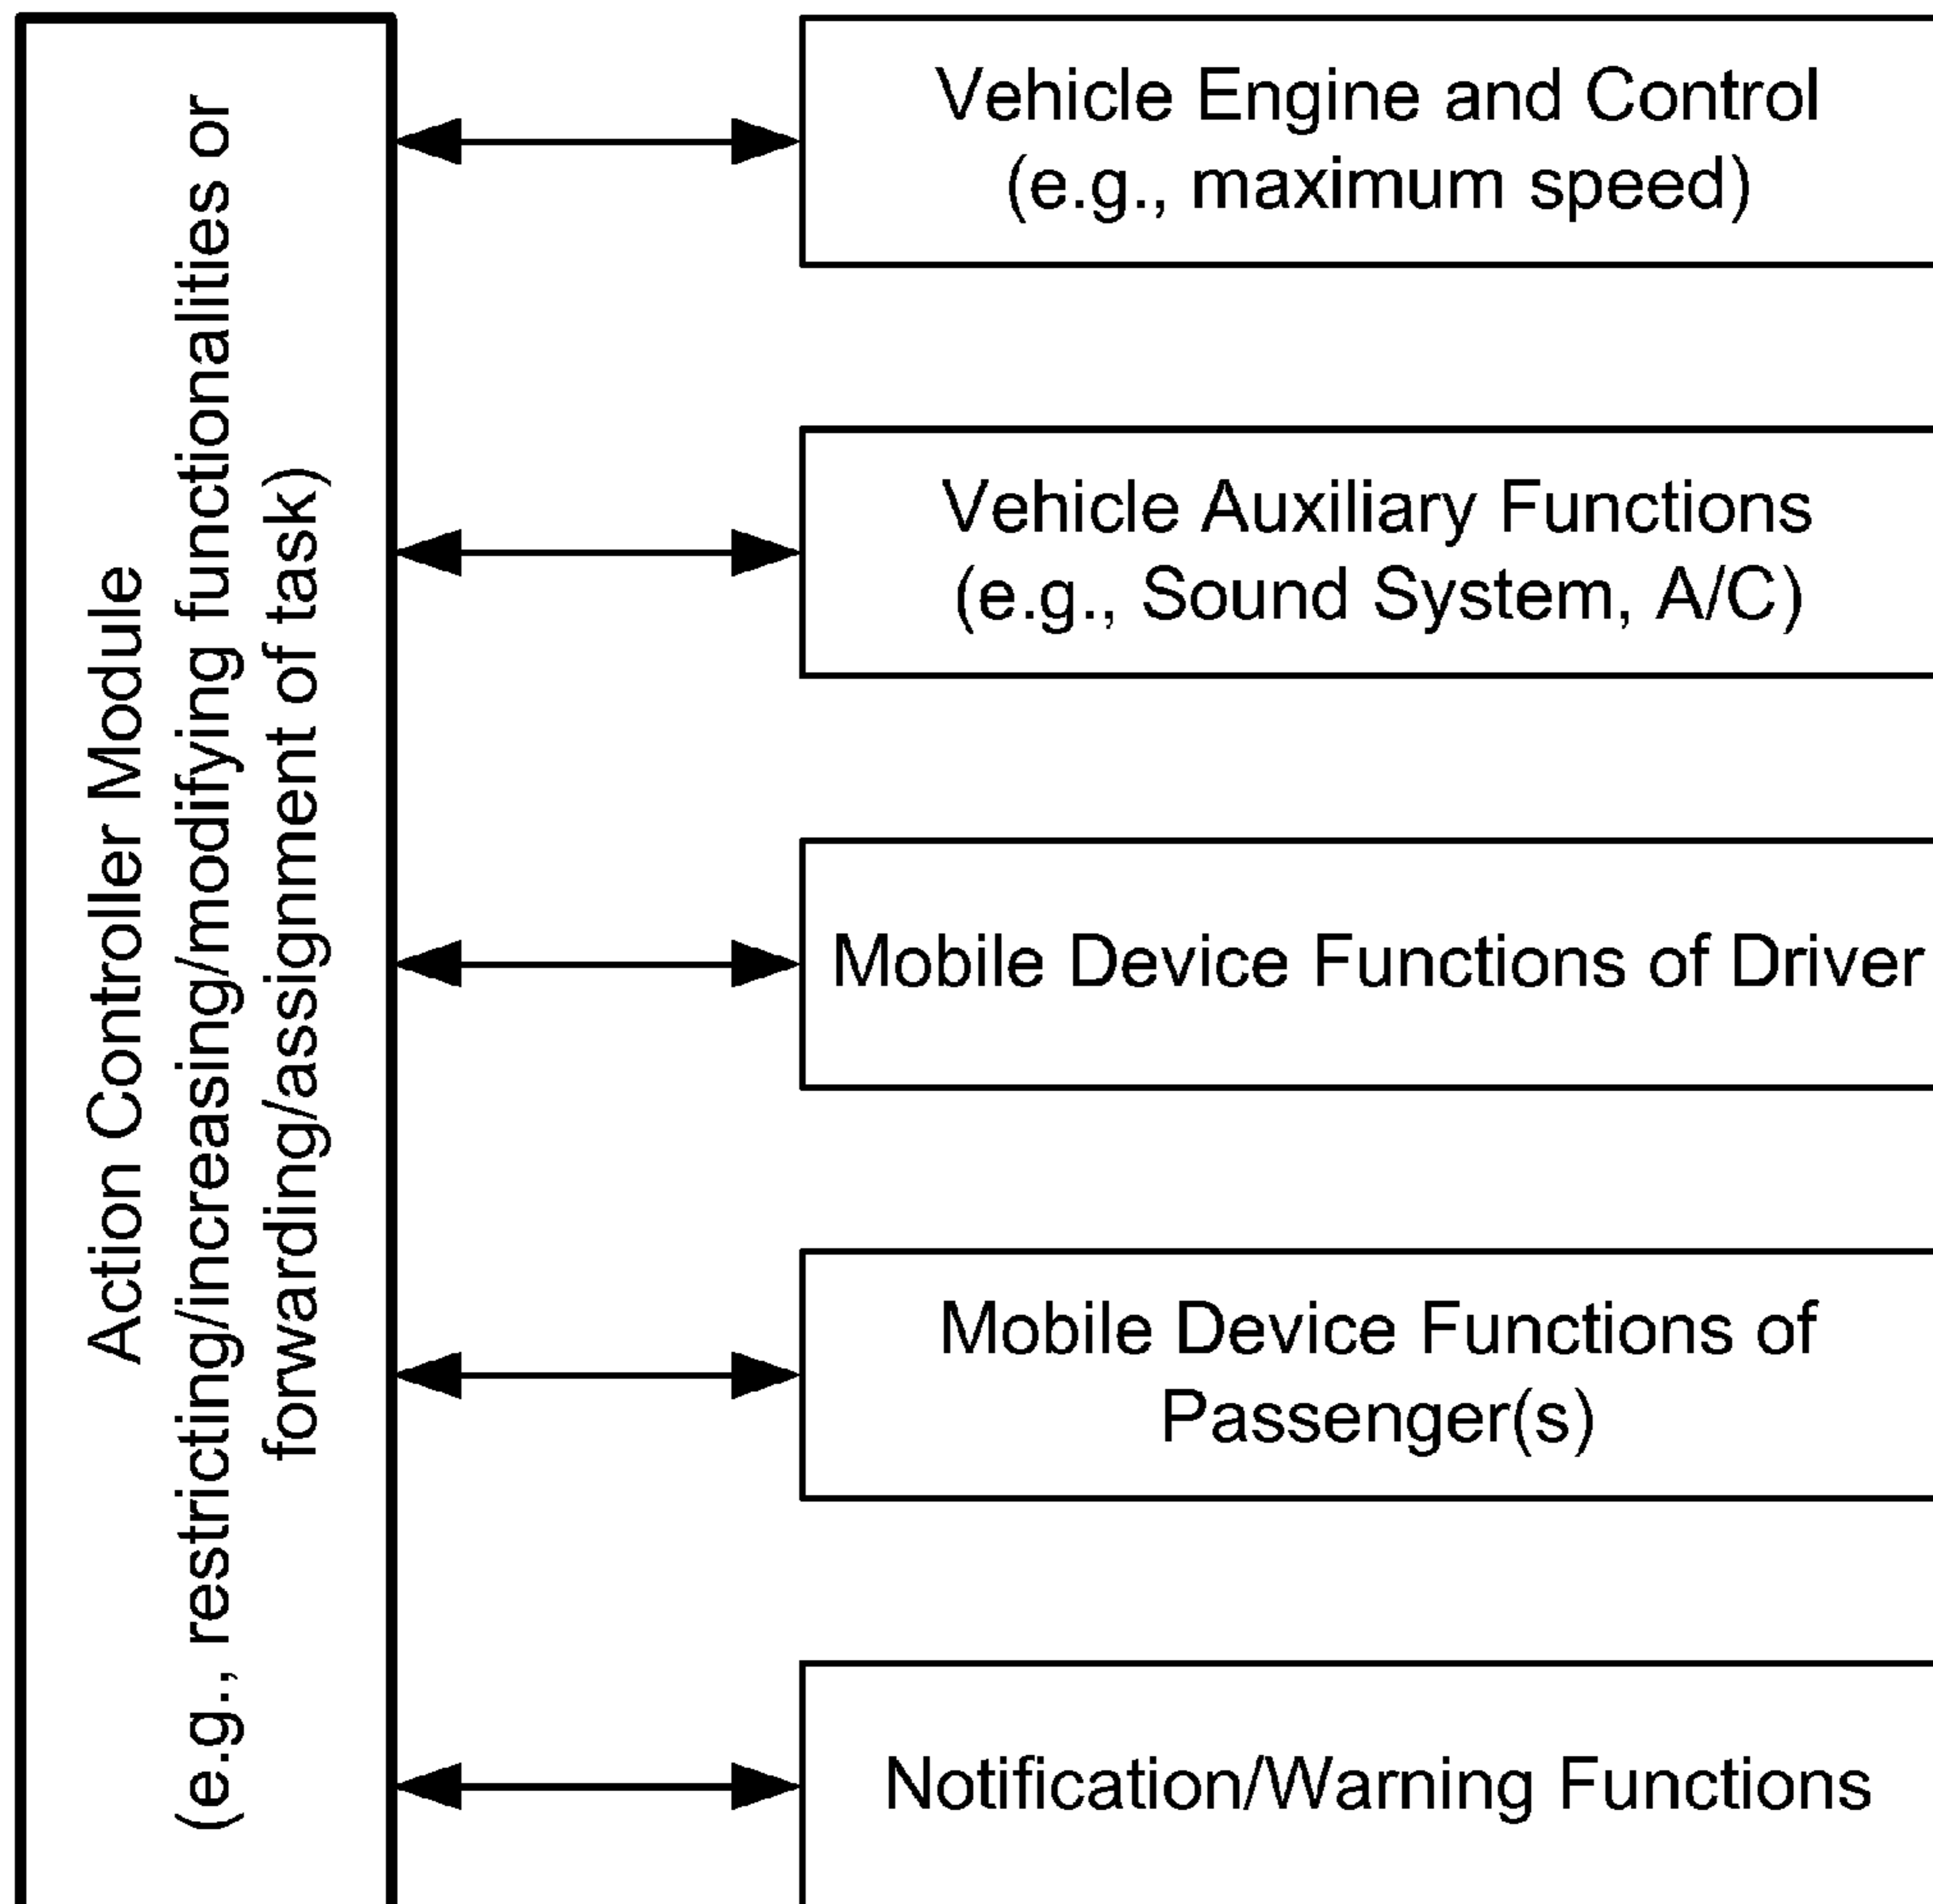 Action Controller Module
(e.g., restricting/increasing/modifying functionalities or
forwarding/assignment of task)
Vehicle Engine and Control
(e.g., maximum speed)
Vehicle Auxiliary Functions
(e.g., Sound System, A/C)
Mobile Device Functions of Driver
Mobile Device Functions of
Passenger(s)
Notification/Warning Functions